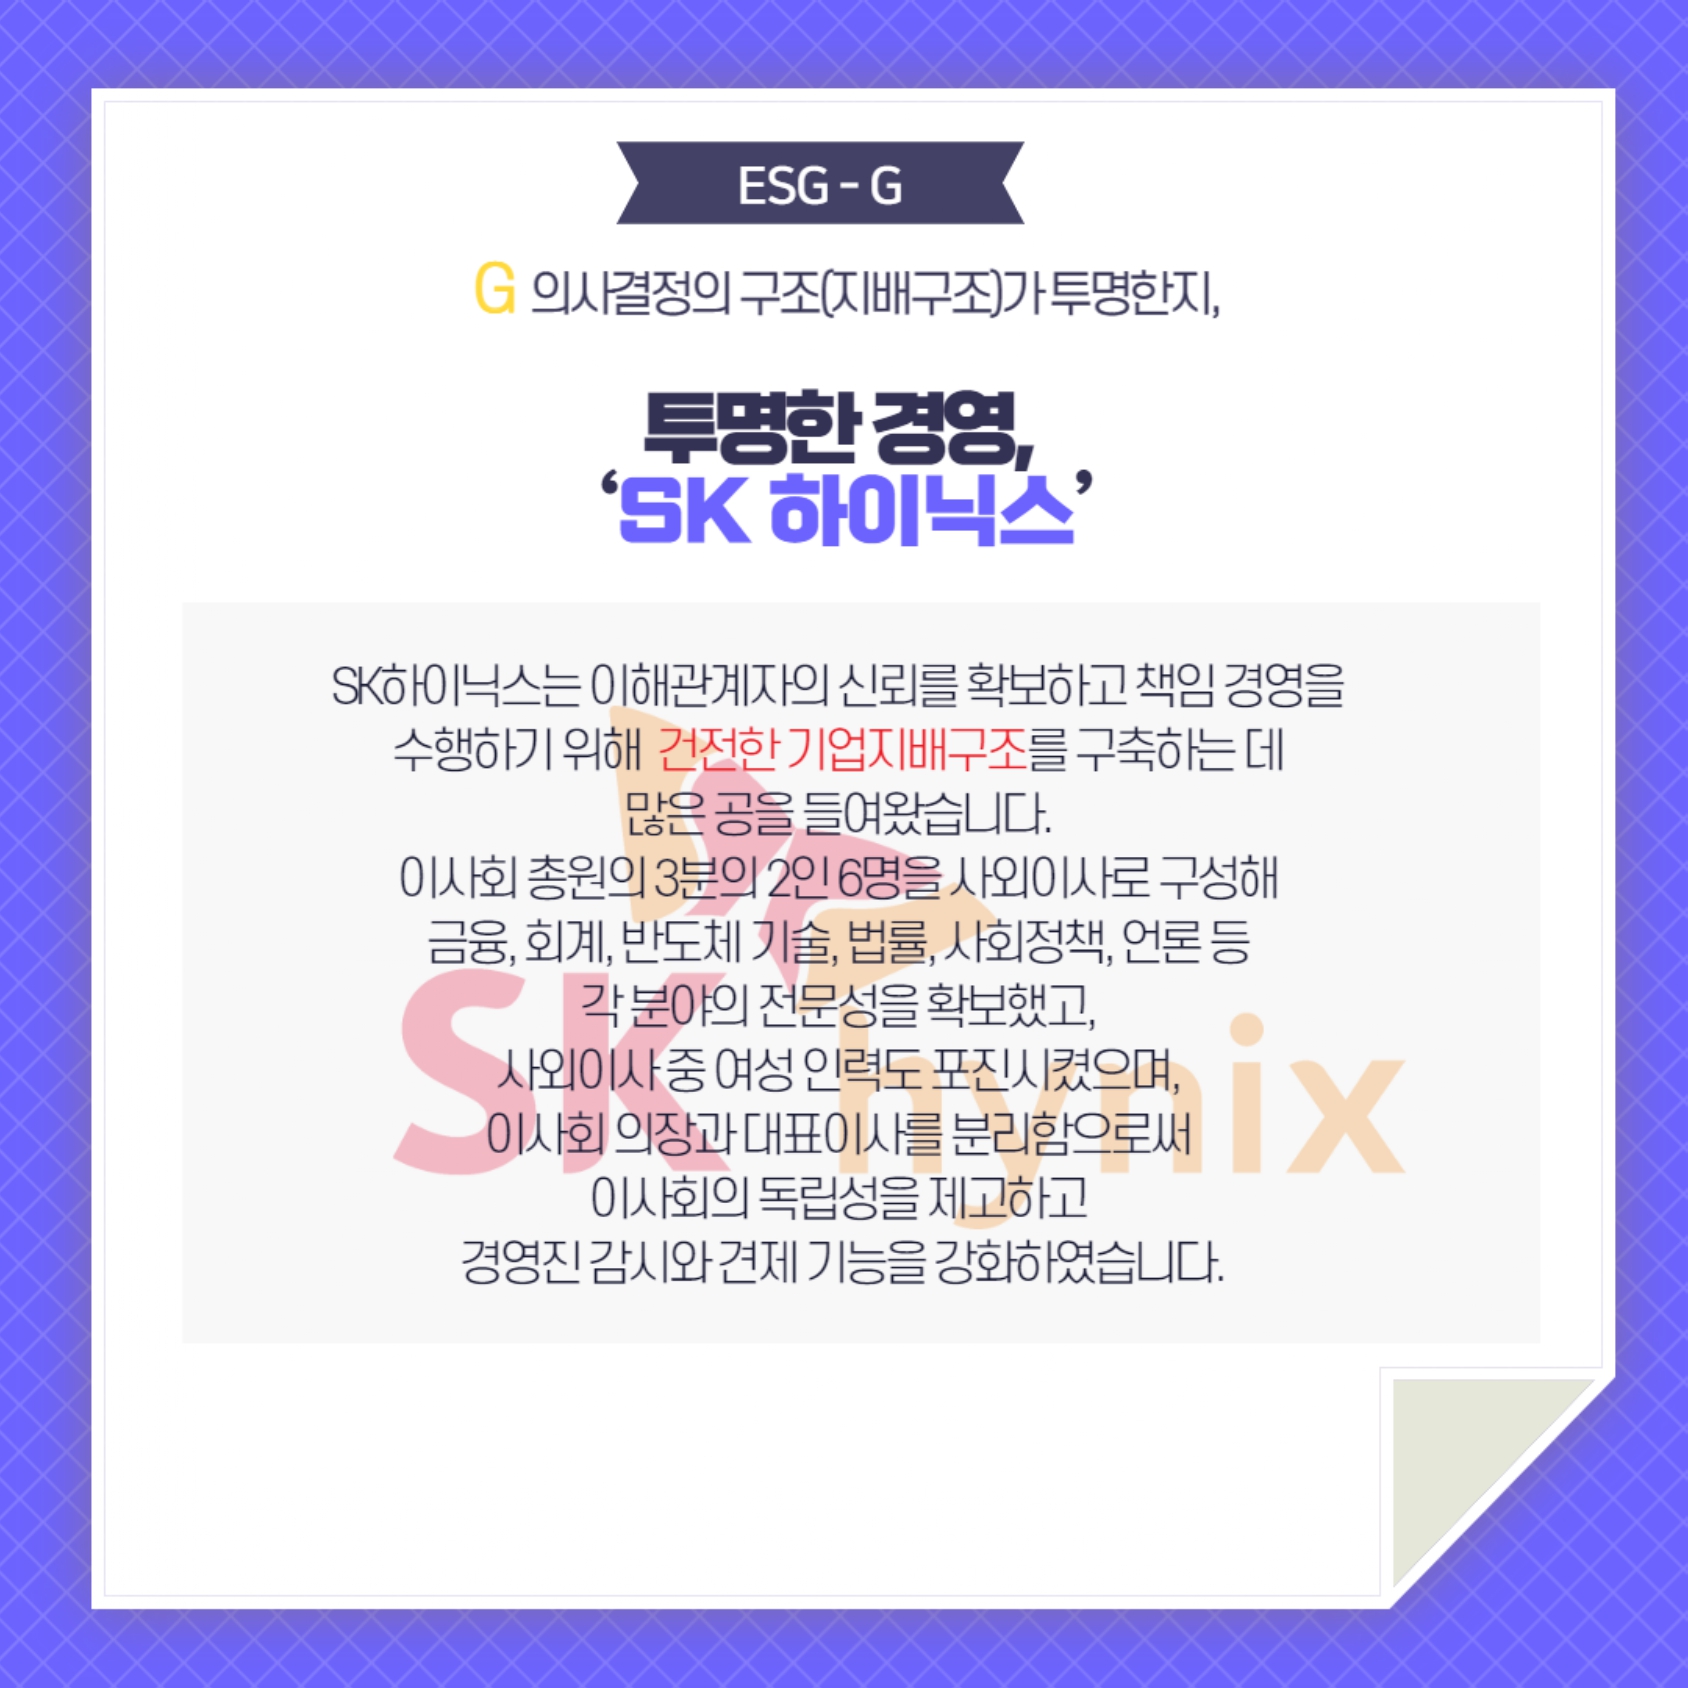 ESG - G
G 의사결정의 구조(지배구조)가 투명한지,
투명한 경영,
‘SK 하이닉스’
SK하이닉스는 이해관계자의 신뢰를 확보하고 책임 경영을
수행하기 위해 건전한 기업지배구조를 구축하는 데
많은 공을 들여왔습니다.
이사회 총원의 3분의 2인 6명을 사외이사로 구성해
금융, 회계, 반도체 기술, 법률, 사회정책, 언론 등
각 분야의 전문성을 확보했고,
사외이사 중 여성 인력도 포진시켰으며,
이사회 의장과 대표이사를 분리함으로써
이사회의 독립성을 제고하고
경영진 감시와 견제 기능을 강화하였습니다.
SK hynix